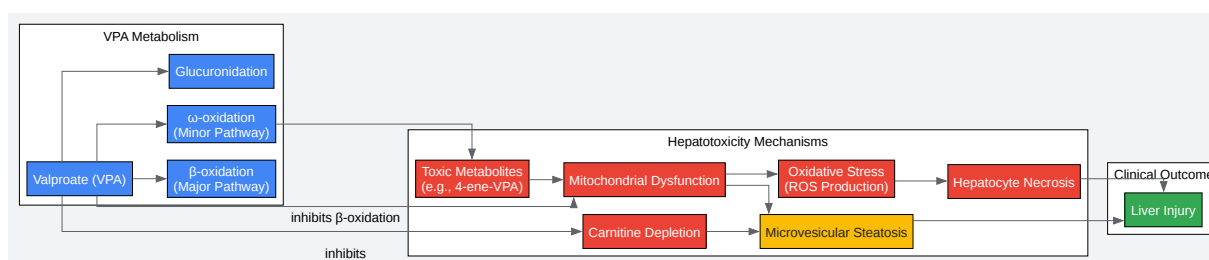 VPA Metabolism
Glucuronidation
ω-oxidation
(Minor Pathway)
Valproate (VPA)
β-oxidation
(Major Pathway)
inhibits β-oxidation
inhibits
Hepatotoxicity Mechanisms
Toxic Metabolites
(e.g., 4-ene-VPA)
Mitochondrial Dysfunction
Oxidative Stress
(ROS Production)
Hepatocyte Necrosis
Carnitine Depletion
Microvesicular Steatosis
Clinical Outcome
Liver Injury